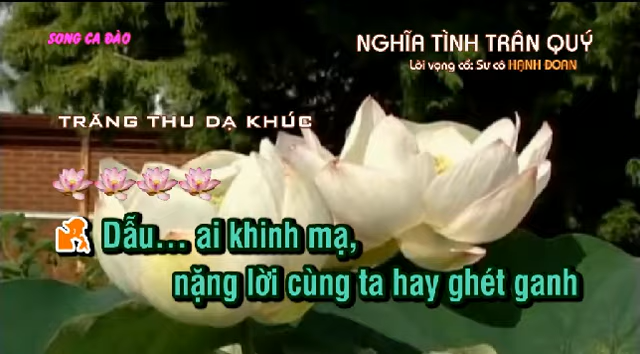 SONG CA ĐÀO
NGHĨA TÌNH TRÂN QUÝ
Lời vọng cổ: Sư cô HẠNH ĐOAN
TRĂNG THU DẠ KHÚC
Dẫu... ai khinh mạ,
nặng lời cùng ta hay ghét ganh